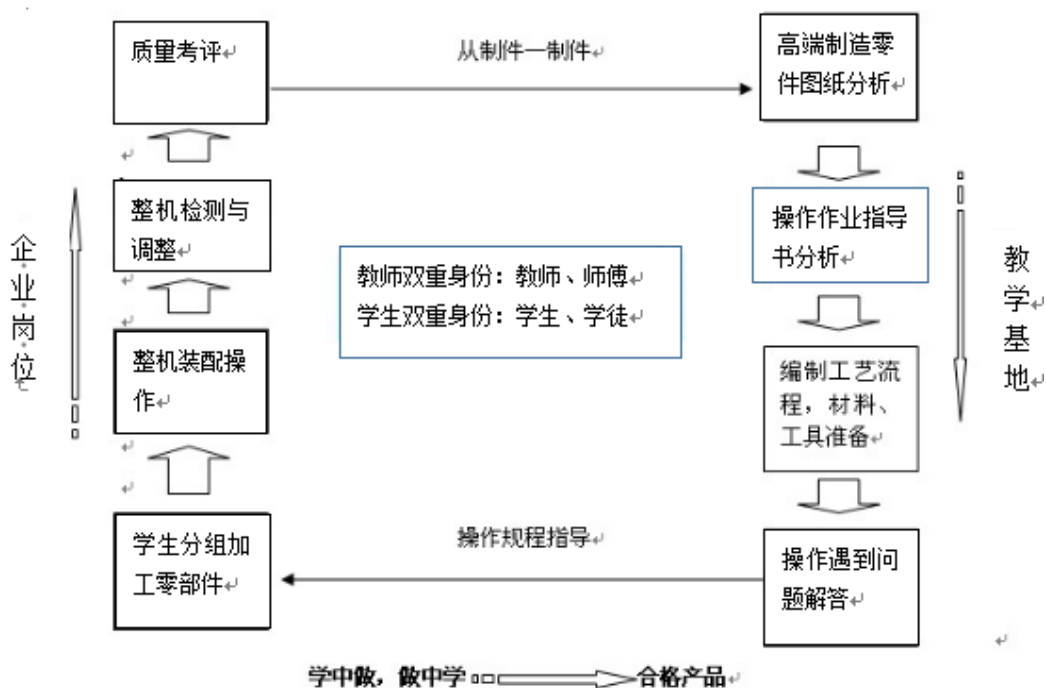 质量考评
从制件一制件
高端制造零
件图纸分析
整机检测与
调整
操作作业指导
书分析
企业岗位
教师双重身份：教师、师傅
学生双重身份：学生、学徒
教学基地
整机装配操
作
编制工艺流
程，材料、
工具准备
学生分组加
工零部件
操作规程指导
操作遇到问
题解答
学中做，做中学
合格产品